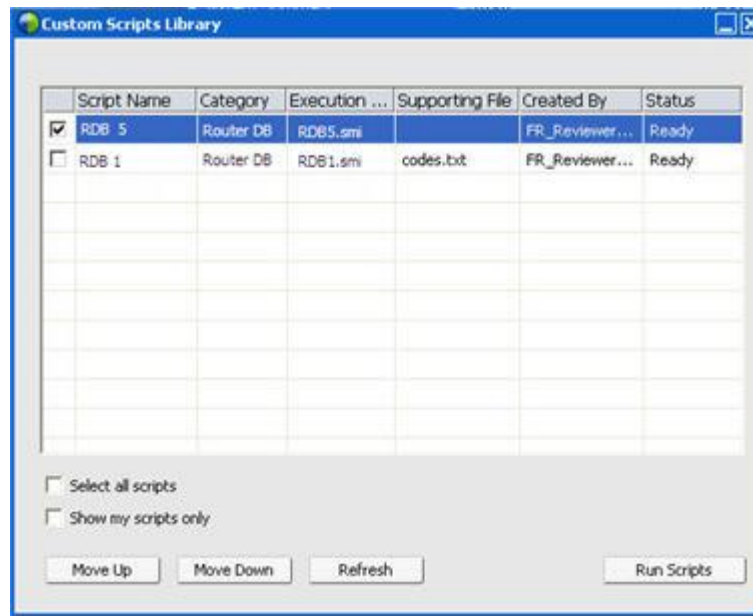 Custom Scripts Library
Script Name Category Execution ... Supporting File Created By Status
RDB 5 Router DB RDB5.smi FR_Reviewer... Ready
RDB 1 Router DB RDB1.smi codes.txt FR_Reviewer... Ready
Select all scripts
Show my scripts only
Move Up Move Down Refresh Run Scripts